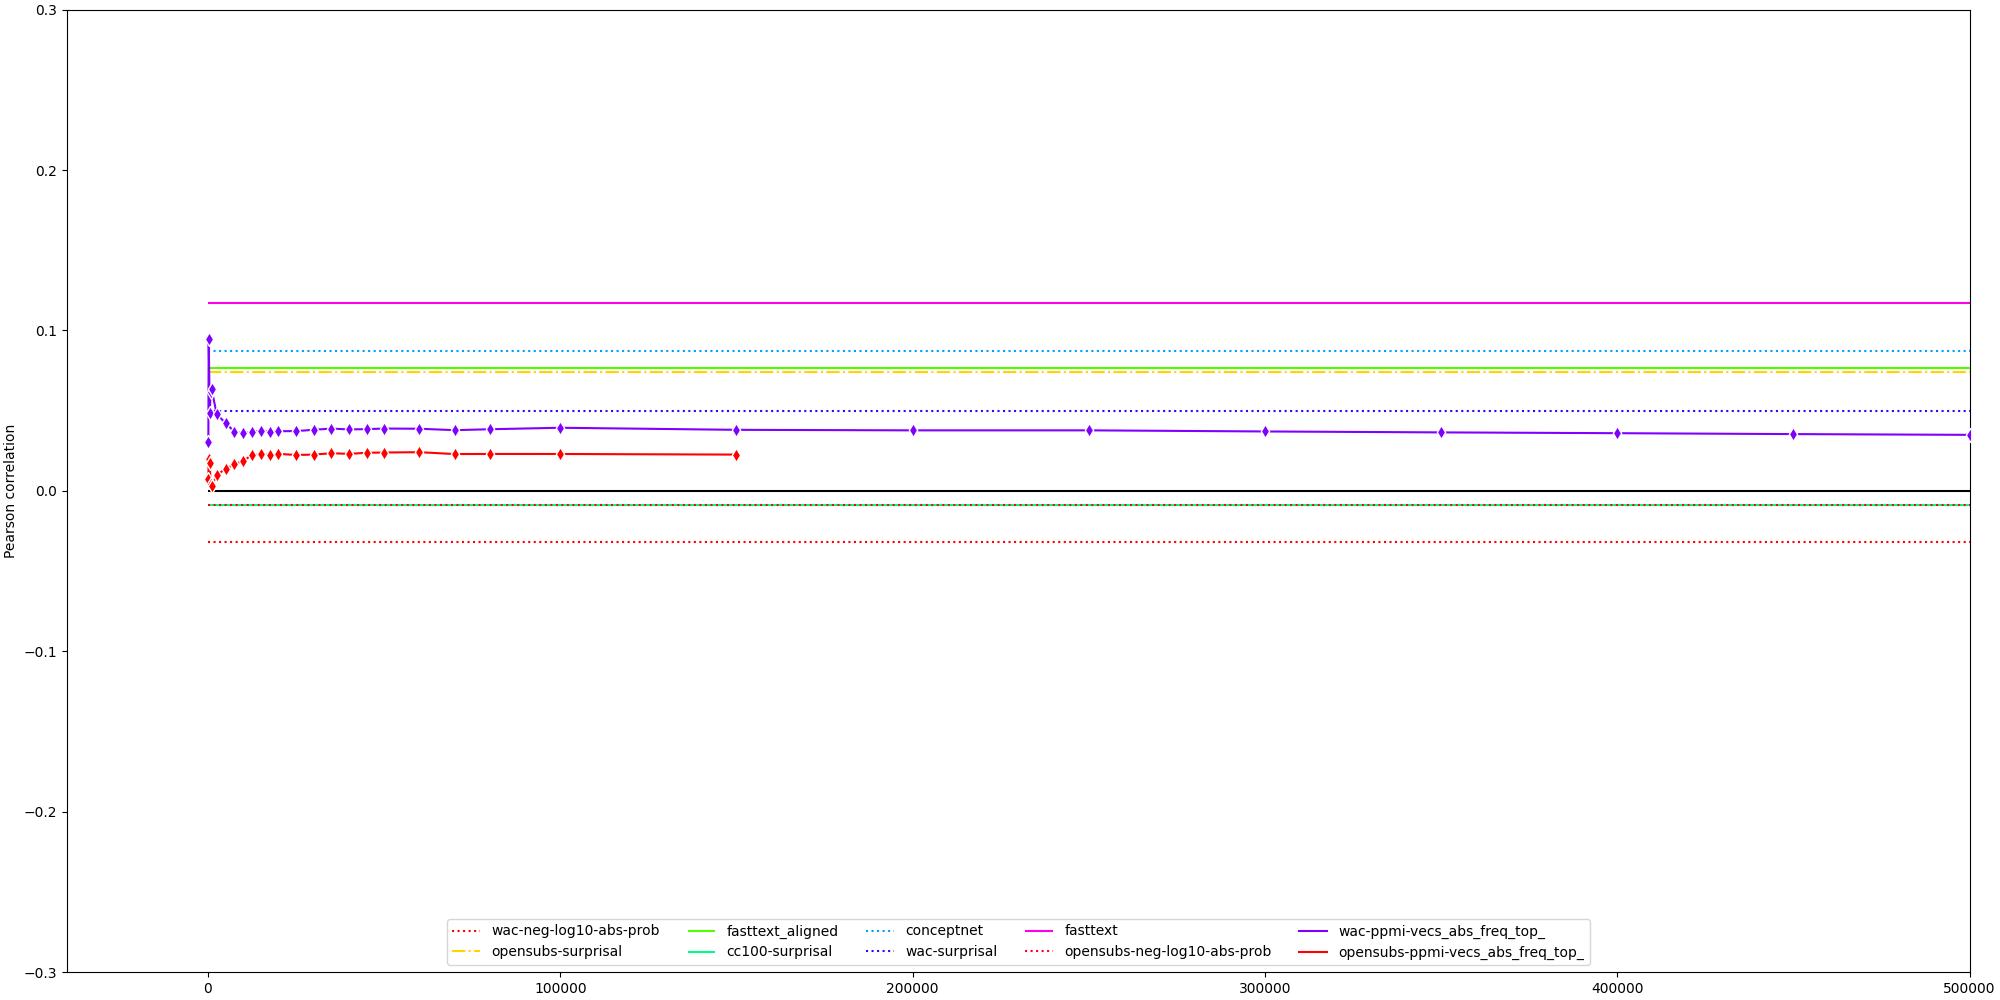 0.3
0.2
0.1
0.0
−0.1
−0.2
−0.3
Pearson correlation
wac-neg-log10-abs-prob
opensubs-surprisal
fasttext_aligned
cc100-surprisal
conceptnet
wac-surprisal
fasttext
opensubs-neg-log10-abs-prob
wac-ppmi-vecs_abs_freq_top_
opensubs-ppmi-vecs_abs_freq_top_
0
100000
200000
300000
400000
500000